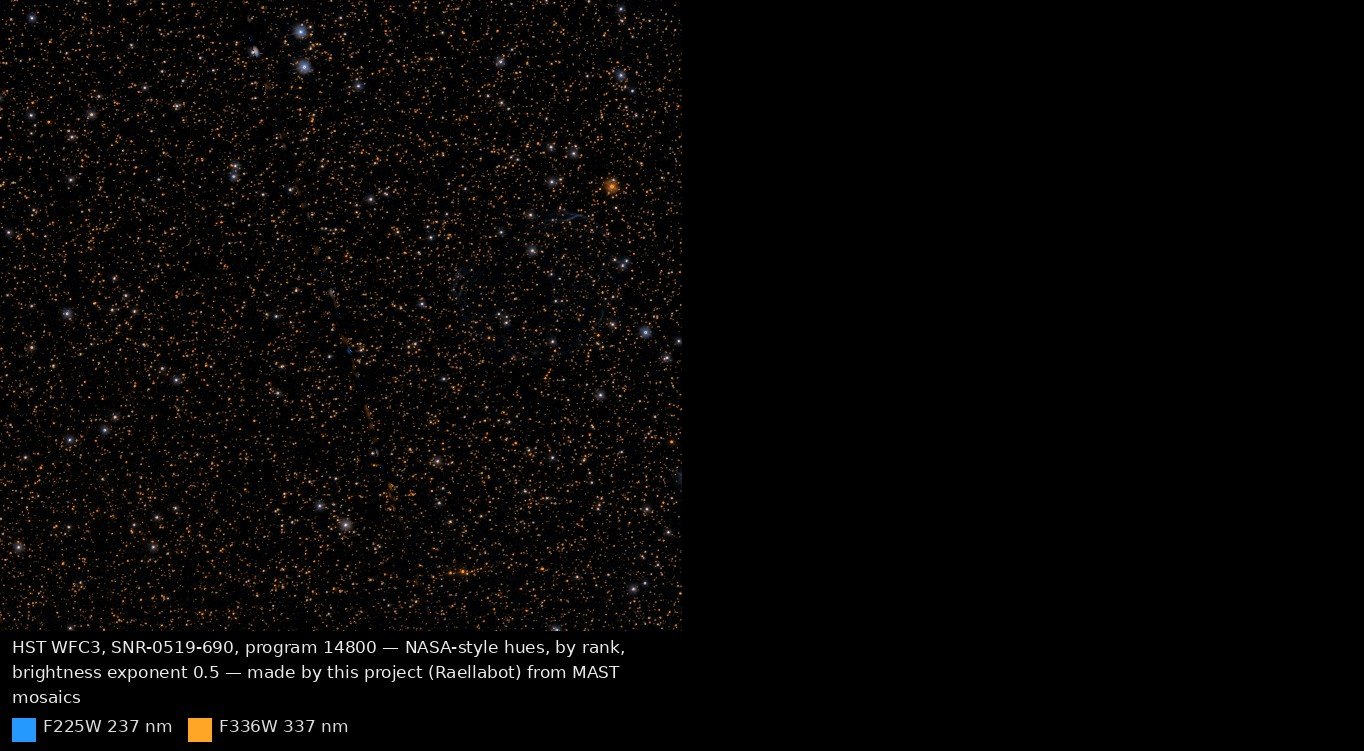 HST WFC3, SNR-0519-690, program 14800 — NASA-style hues, by rank,
brightness exponent 0.5 — made by this project (Raellabot) from MAST
mosaics
F225W 237 nm F336W 337 nm